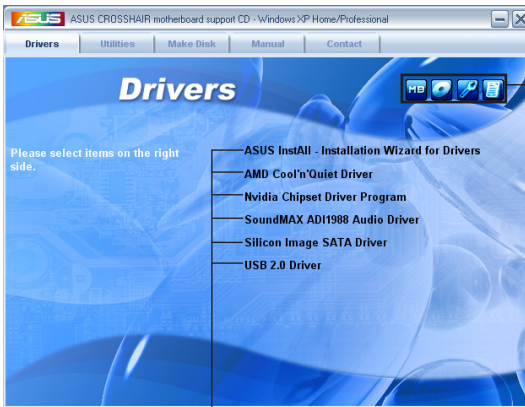 ASUS CROSSHAIR motherboard support CD - Windows XP Home/Professional
Drivers Utilities Make Disk Manual Contact
Drivers
MB
Please select items on the right
side.
ASUS InstAll - Installation Wizard for Drivers
AMD Cool'n'Quiet Driver
Nvidia Chipset Driver Program
SoundMAX ADI1988 Audio Driver
Silicon Image SATA Driver
USB 2.0 Driver